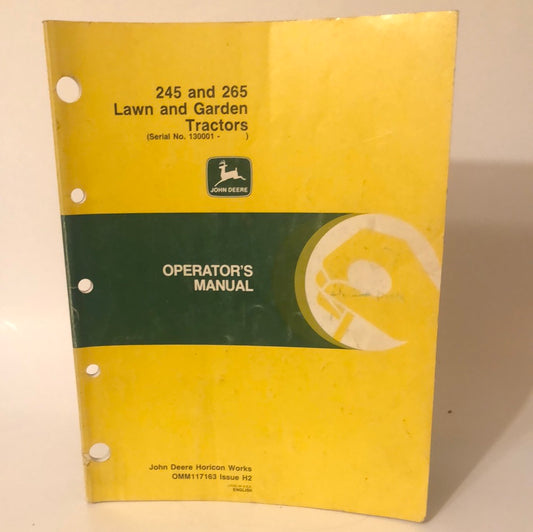 245 and 265
Lawn and Garden
Tractors
(Serial No. 130001 -        )
JOHN DEERE
OPERATOR'S
MANUAL
John Deere Horicon Works
OMM117163 Issue H2
ENGLISH